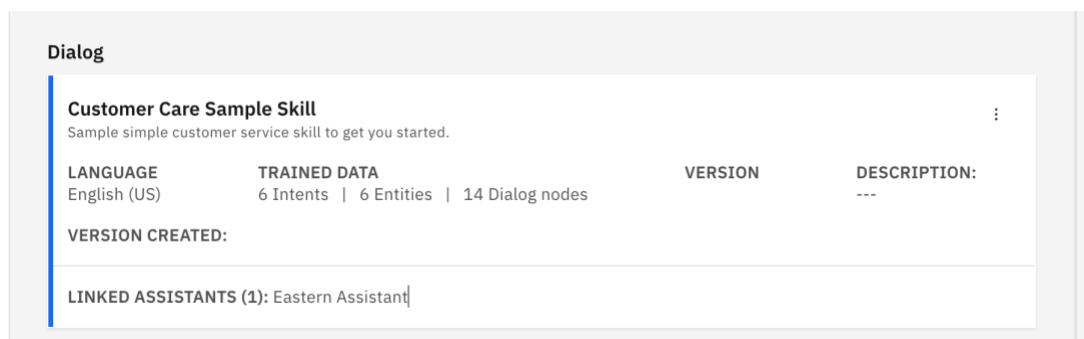 Dialog
Customer Care Sample Skill
Sample simple customer service skill to get you started.
LANGUAGE TRAINED DATA VERSION DESCRIPTION:
English (US) 6 Intents | 6 Entities | 14 Dialog nodes ---
VERSION CREATED:
LINKED ASSISTANTS (1): Eastern Assistant